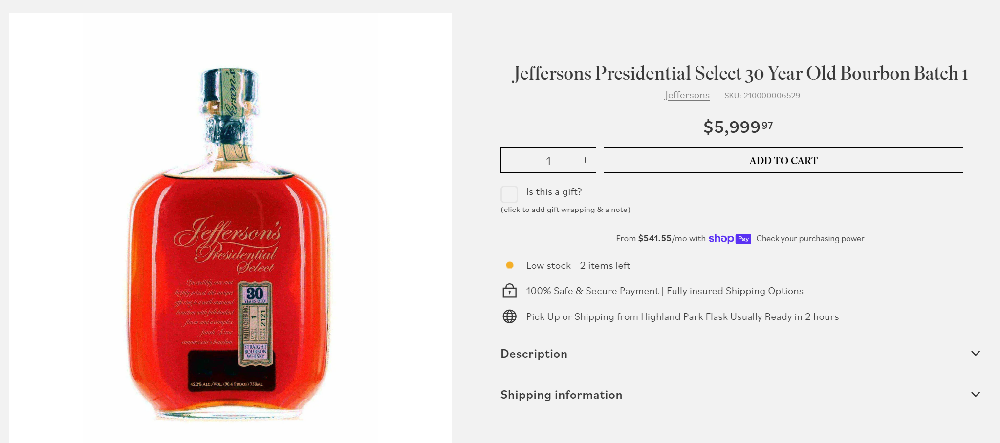 Jefferson's
Presidential
Select
Incredibly rare and
highly-prized, this unique
offering is a well-matured
bourbon with full-bodied
flavor and a complex
finish. A true
connoisseur's bourbon.
30
YEARS OLD
LIMITED OFFERING
1
BATCH
NUMBER
2121
BOTTLE
NUMBER
STRAIGHT
BOURBON
WHISKY
45.2% ALC./VOL. (90.4 PROOF) 750ML
Jeffersons Presidential Select 30 Year Old Bourbon Batch 1
Jeffersons SKU: 210000006529
$5,999 97
− 1 + ADD TO CART
Is this a gift?
(click to add gift wrapping & a note)
From $541.55/mo with shop Pay Check your purchasing power
Low stock - 2 items left
100% Safe & Secure Payment | Fully insured Shipping Options
Pick Up or Shipping from Highland Park Flask Usually Ready in 2 hours
Description
Shipping information